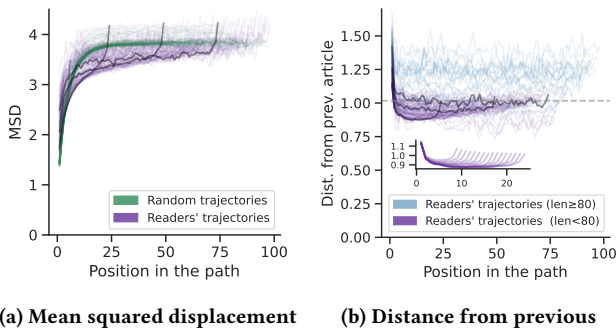 4
3
2
1
0
MSD
0
25
50
75
100
Position in the path
Random trajectories
Readers' trajectories
(a) Mean squared displacement
1.50
1.25
1.00
0.75
0.50
0.25
0.00
Dist. from prev. article
1.1
1.0
0.9
0
10
20
Readers' trajectories (len≥80)
Readers' trajectories (len<80)
0
25
50
75
100
Position in the path
(b) Distance from previous